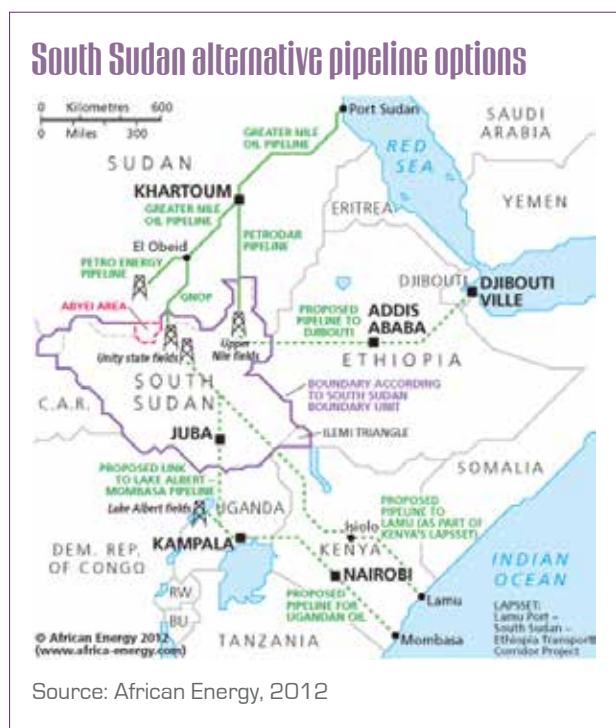 South Sudan alternative pipeline options
0 Kilometres 600
0 Miles 300
Port Sudan
SAUDI
ARABIA
GREATER NILE
OIL PIPELINE
RED
SEA
SUDAN
KHARTOUM
YEMEN
GREATER NILE
OIL PIPELINE
ERITREA
El Obeid
PETRODAR
PIPELINE
PETRO ENERGY
PIPELINE
DJIBOUTI
DJIBOUTI
VILLE
GNOP
ABYEI AREA
PROPOSED
PIPELINE TO
DJIBOUTI
ADDIS
ABABA
Unity state fields
Upper
Nile fields
ETHIOPIA
SOUTH
SUDAN
BOUNDARY ACCORDING
TO SOUTH SUDAN
BOUNDARY UNIT
C.A.R.
JUBA
ILEMI TRIANGLE
SOMALIA
PROPOSED LINK
TO LAKE ALBERT
MOMBASA PIPELINE
Lake Albert fields
UGANDA
PROPOSED
PIPELINE TO
LAMU (AS PART OF
KENYA'S LAPSSET)
Isiolo
KAMPALA
KENYA
DEM. REP.
OF CONGO
NAIROBI
INDIAN
OCEAN
RW
PROPOSED
PIPELINE FOR
UGANDAN OIL
Lamu
BU
LAPSSET:
Lamu Port –
South Sudan –
Ethiopia Transport
Corridor Project
TANZANIA
Mombasa
© African Energy 2012
(www.africa-energy.com)
Source: African Energy, 2012